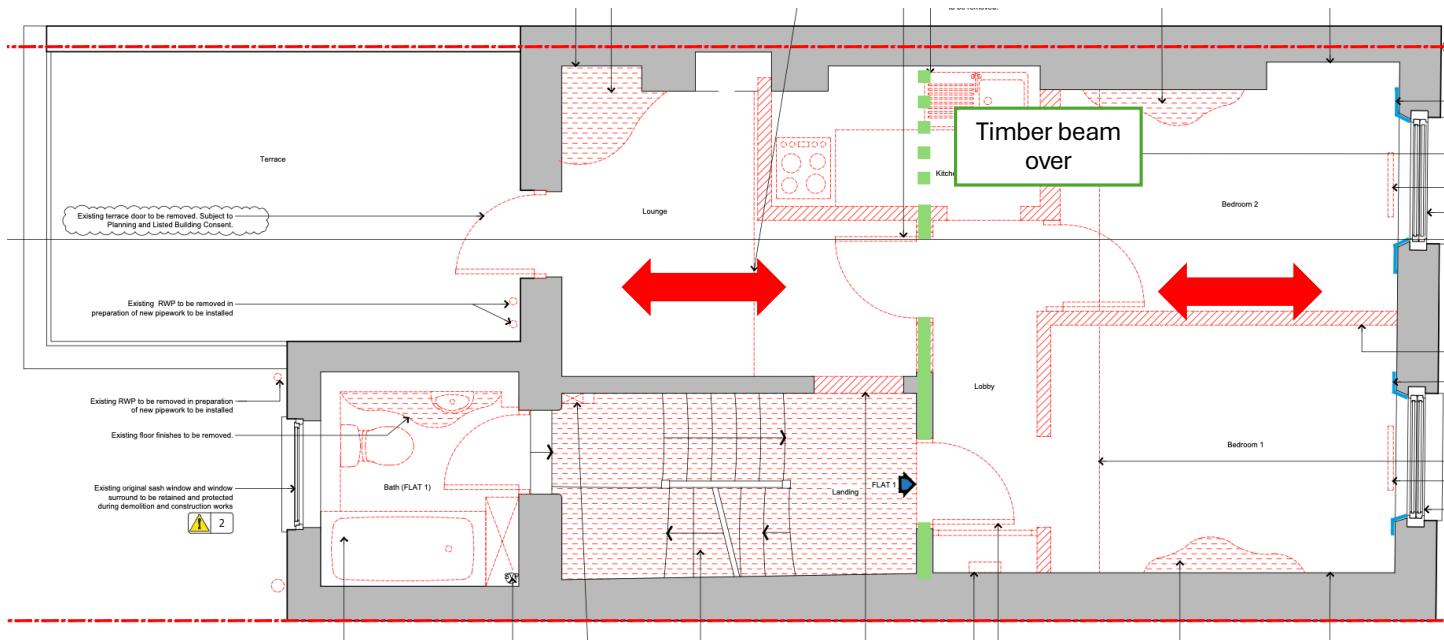 to be removed.
Timber beam
over
Terrace
Lounge
Bedroom 2
Existing terrace door to be removed. Subject to
Planning and Listed Building Consent.
Existing RWP to be removed in
preparation of new pipework to be installed
Lobby
Existing RWP to be removed in preparation
of new pipework to be installed
Existing floor finishes to be removed.
Bedroom 1
Existing original sash window and window
surround to be retained and protected
during demolition and construction works
2
Bath (FLAT 1)
Landing
FLAT 1
SVP